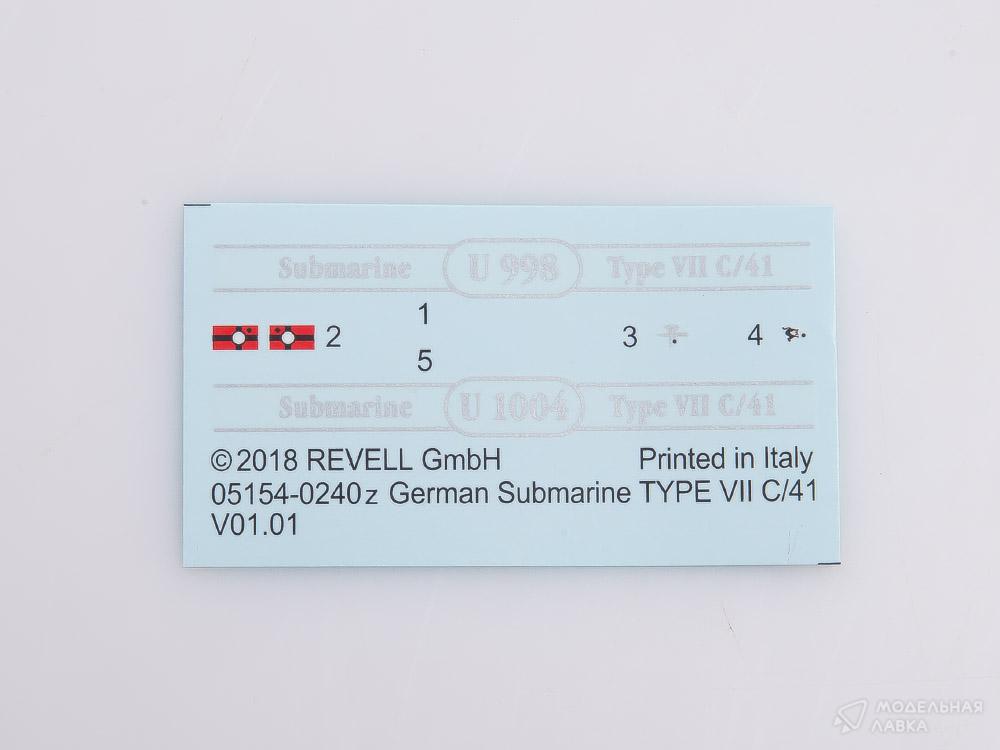 Submarine U 998 Type VII C/41
1
2 3 4
5
Submarine U 1004 Type VII C/41
©2018 REVELL GmbH Printed in Italy
05154-0240 z German Submarine TYPE VII C/41
V01.01
МОДЕЛЬНАЯ
ЛАВКА